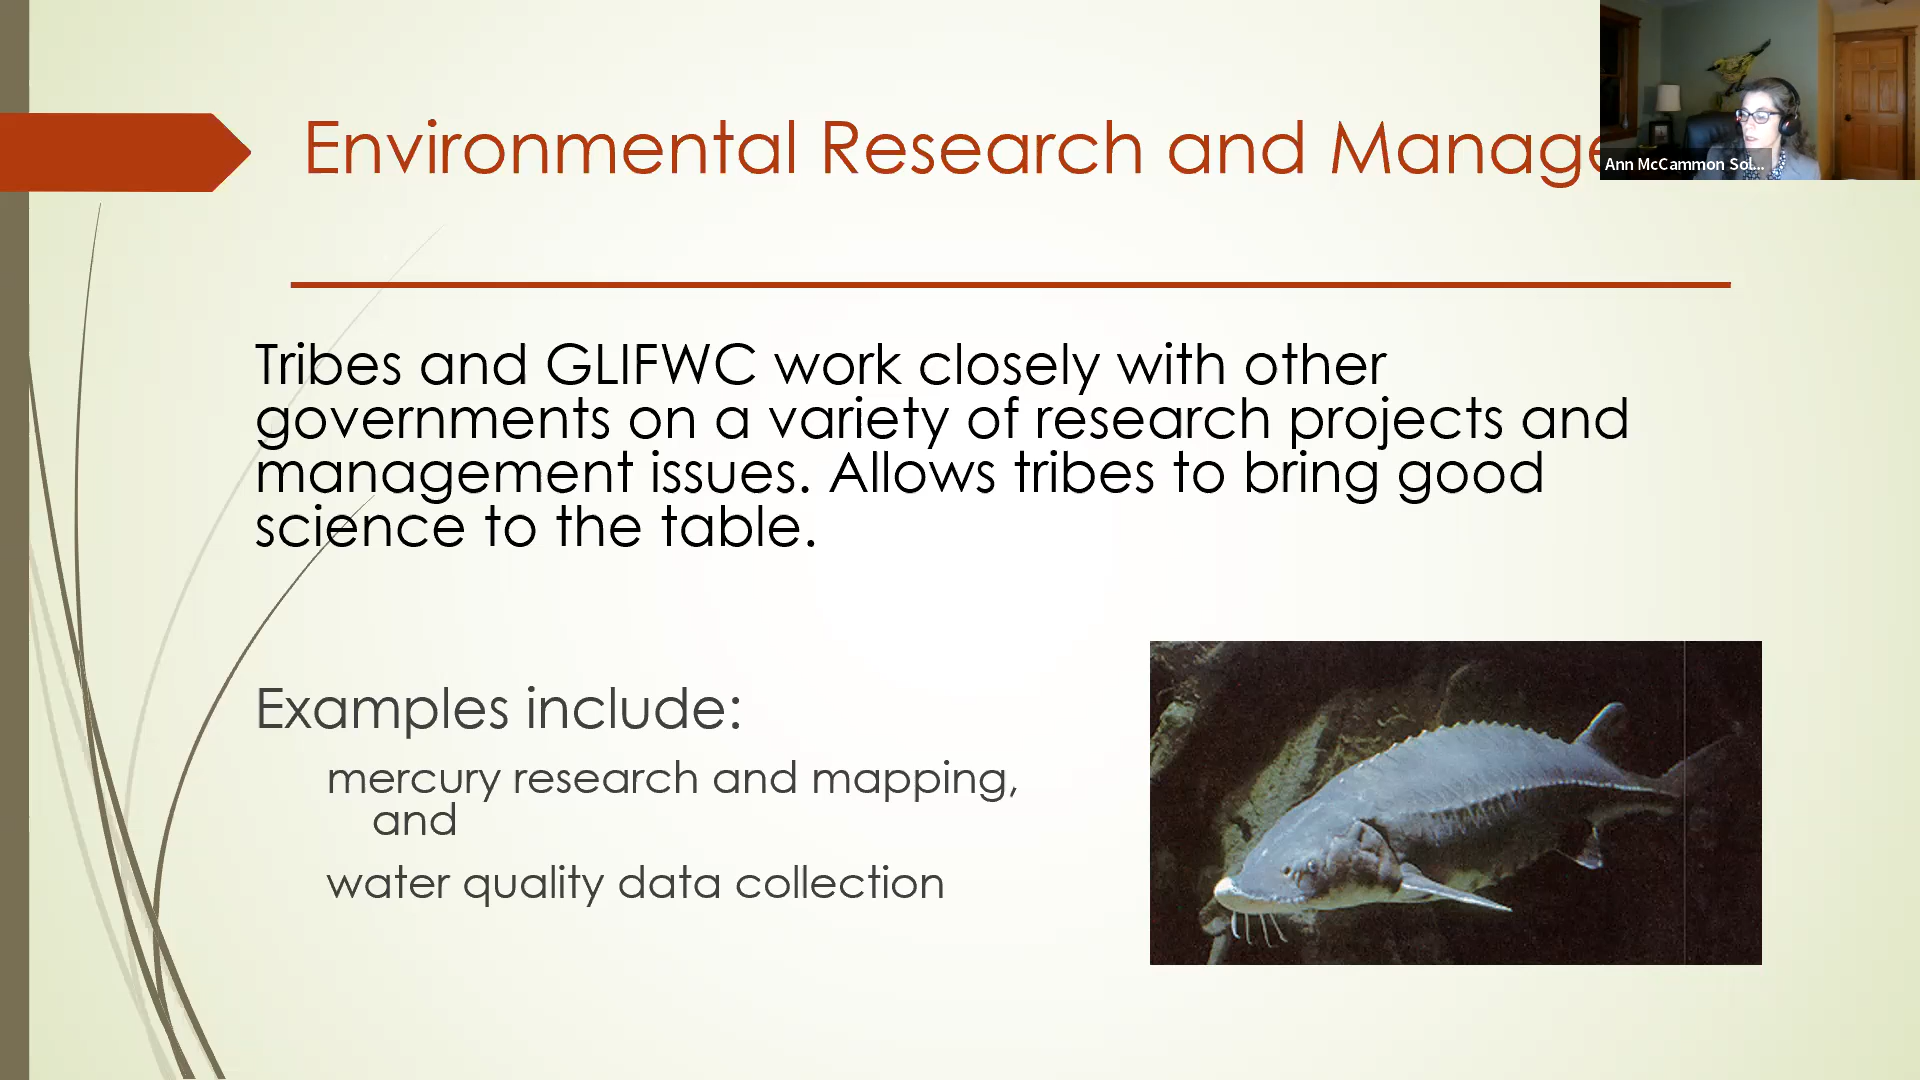 Environmental Research and Manage
Ann McCammon Sol...
Tribes and GLIFWC work closely with other
governments on a variety of research projects and
management issues. Allows tribes to bring good
science to the table.
Examples include:
mercury research and mapping,
and
water quality data collection